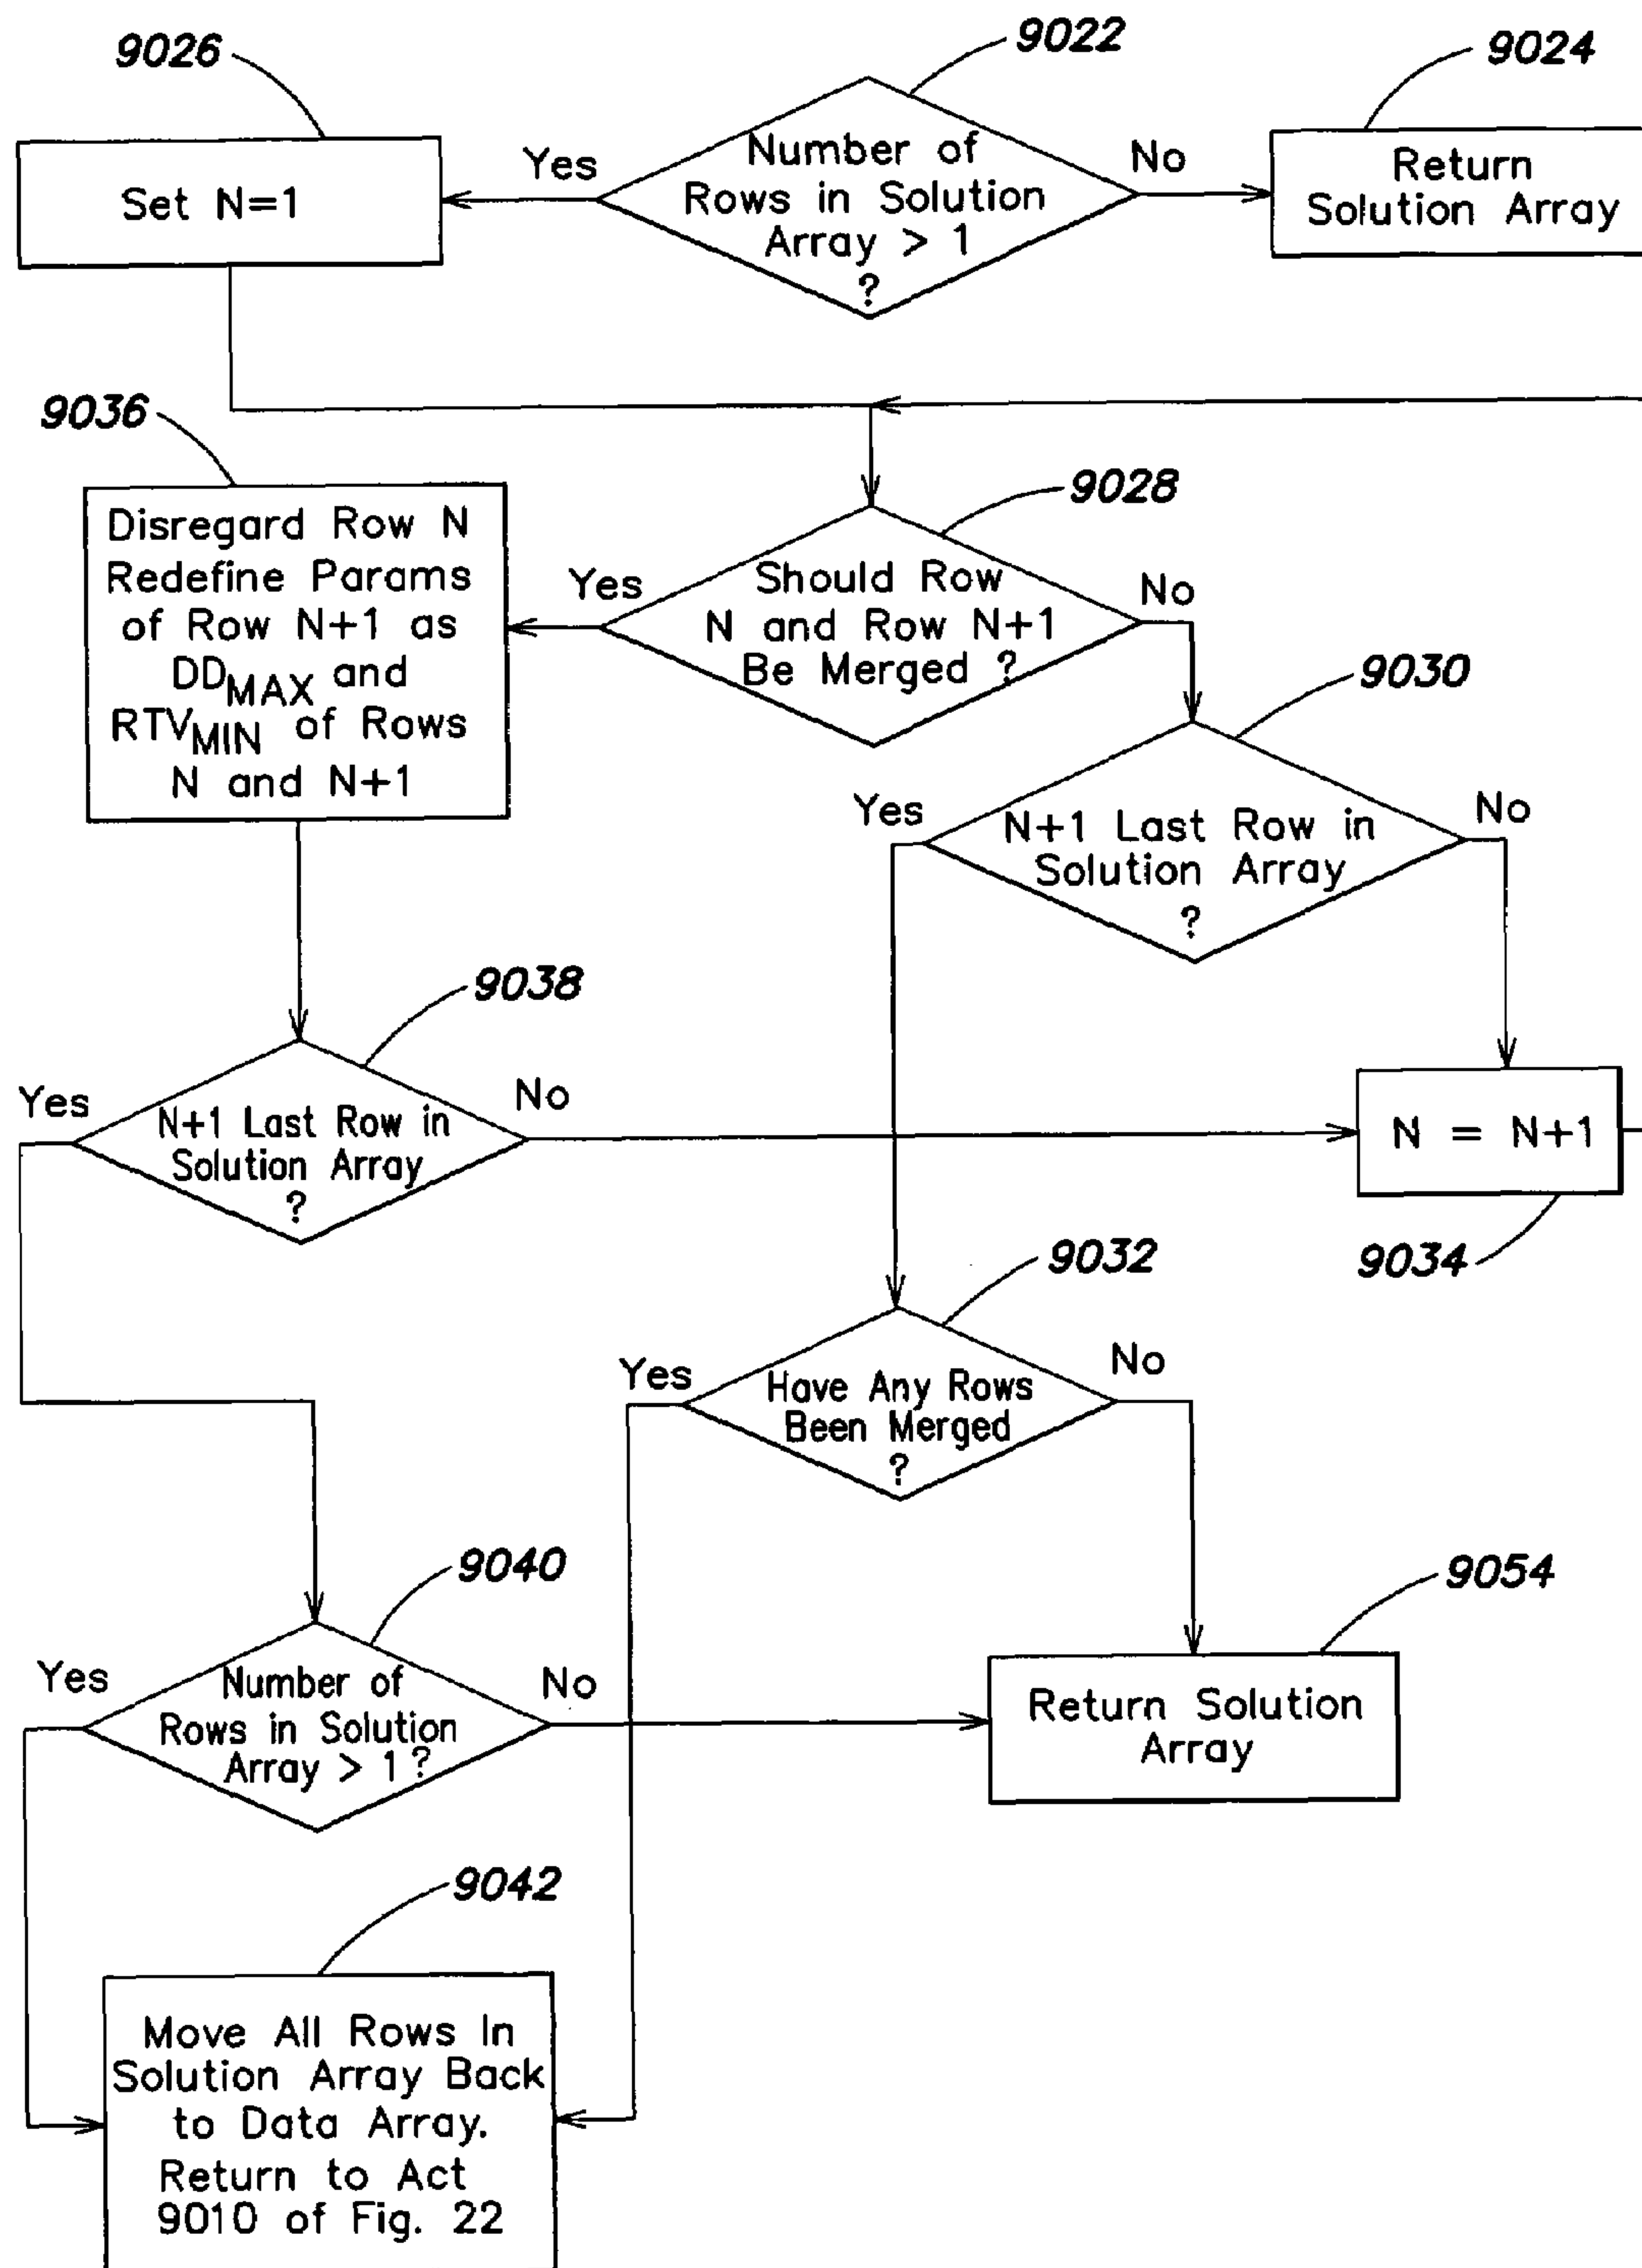 9026
9022
9024
Set N=1
Yes
Number of
Rows in Solution
Array > 1
?
No
Return
Solution Array
9036
9028
Disregard Row N
Redefine Params
of Row N+1 as
DDMAX and
RTVMIN of Rows
N and N+1
Yes
Should Row
N and Row N+1
Be Merged ?
No
9030
Yes
N+1 Last Row in
Solution Array
?
No
9038
Yes
N+1 Last Row in
Solution Array
?
No
N = N+1
9034
9032
Yes
Have Any Rows
Been Merged
?
No
9040
9054
Yes
Number of
Rows in Solution
Array > 1 ?
No
Return Solution
Array
9042
Move All Rows In
Solution Array Back
to Data Array.
Return to Act
9010 of Fig. 22